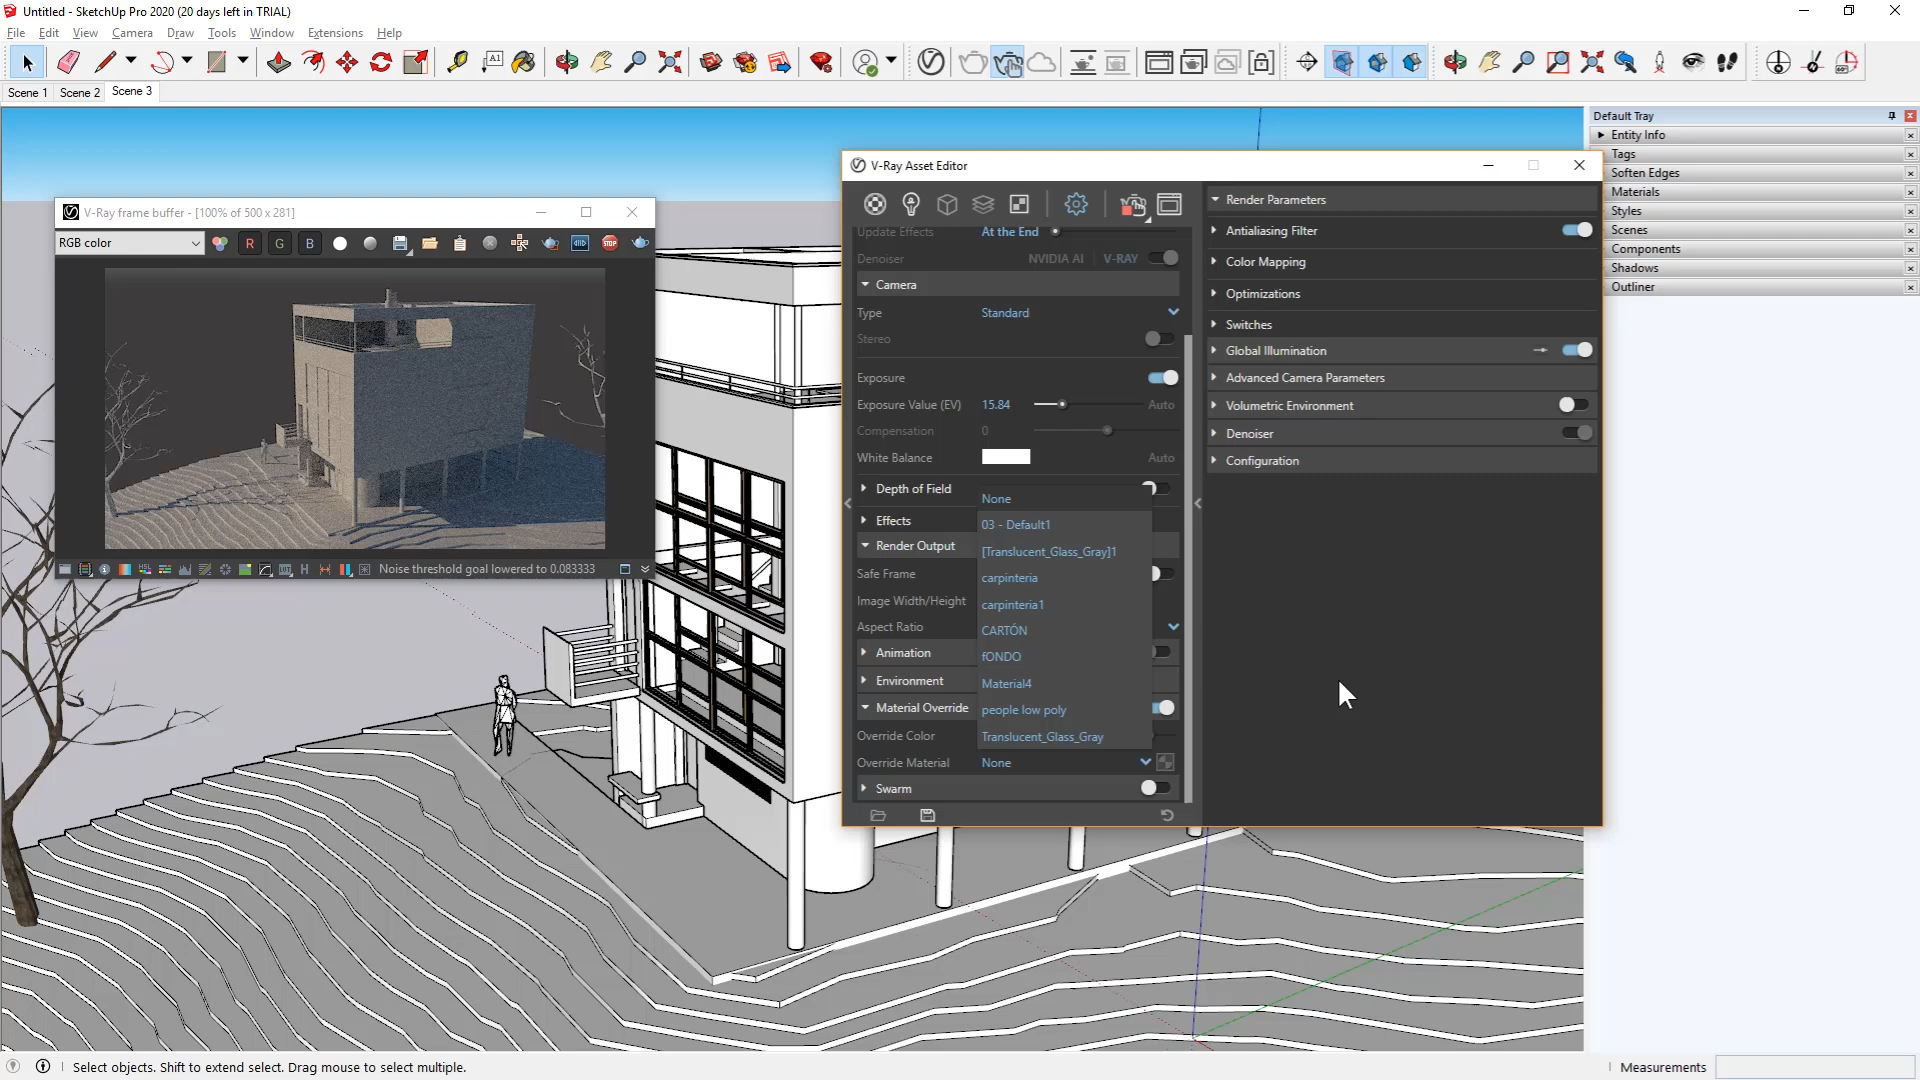 Untitled - SketchUp Pro 2020 (20 days left in TRIAL)
File Edit View Camera Draw Tools Window Extensions Help
A1
Scene 1 Scene 2 Scene 3
Default Tray
Entity Info
Tags
Soften Edges
Materials
Styles
Scenes
Components
Shadows
Outliner
V-Ray frame buffer - [100% of 500 x 281]
RGB color
R G B
STOP
HSL
H
Noise threshold goal lowered to 0.083333
V-Ray Asset Editor
Update Effects At the End
Denoiser NVIDIA AI V-RAY
Camera
Type Standard
Stereo
Exposure
Exposure Value (EV) 15.84 Auto
Compensation 0
White Balance Auto
Depth of Field
Effects
Render Output
Safe Frame
Image Width/Height
Aspect Ratio
Animation
Environment
Material Override
Override Color
Override Material None
Swarm
None
03 - Default1
[Translucent_Glass_Gray]1
carpinteria
carpinteria1
CARTÓN
fONDO
Material4
people low poly
Translucent_Glass_Gray
Render Parameters
Antialiasing Filter
Color Mapping
Optimizations
Switches
Global Illumination
Advanced Camera Parameters
Volumetric Environment
Denoiser
Configuration
Select objects. Shift to extend select. Drag mouse to select multiple.
Measurements